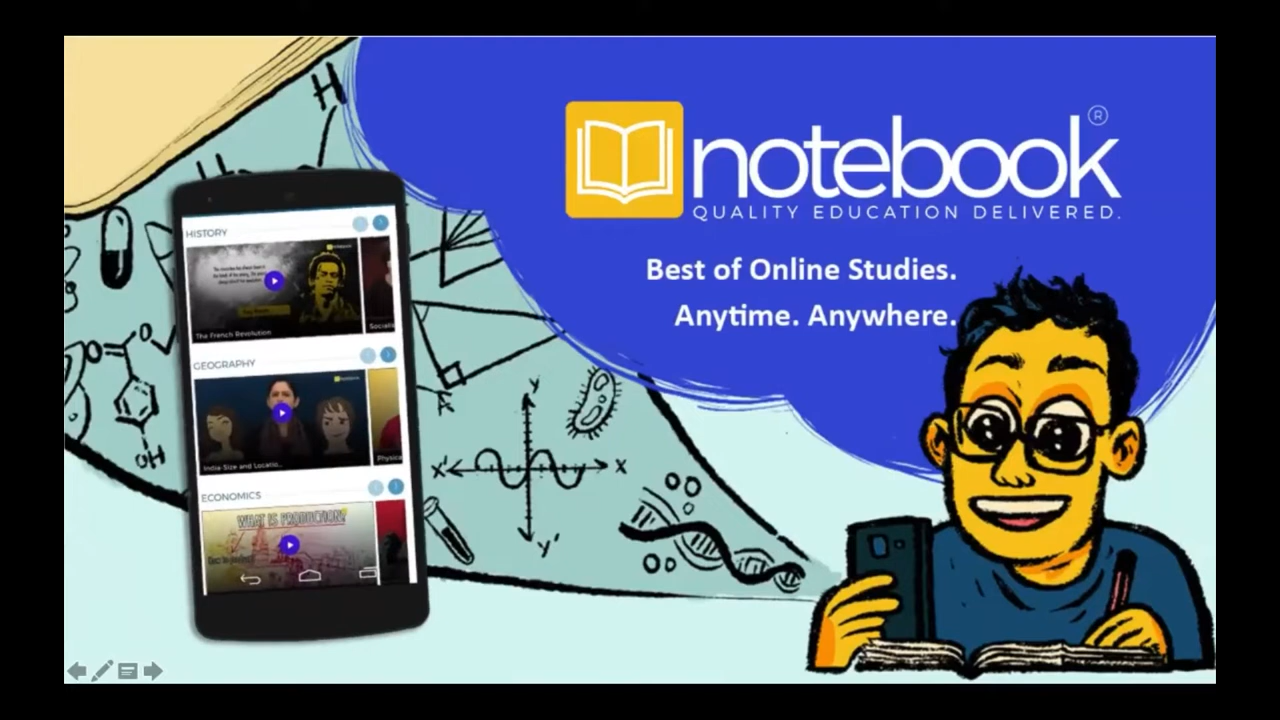 notebook®
QUALITY EDUCATION DELIVERED.
Best of Online Studies.
Anytime. Anywhere.
HISTORY
The French Revolution
GEOGRAPHY
India-Size and Locatio...
ECONOMICS
WHAT IS PRODUCTION?
H
OH
O
A
Y
X'
X
Y'